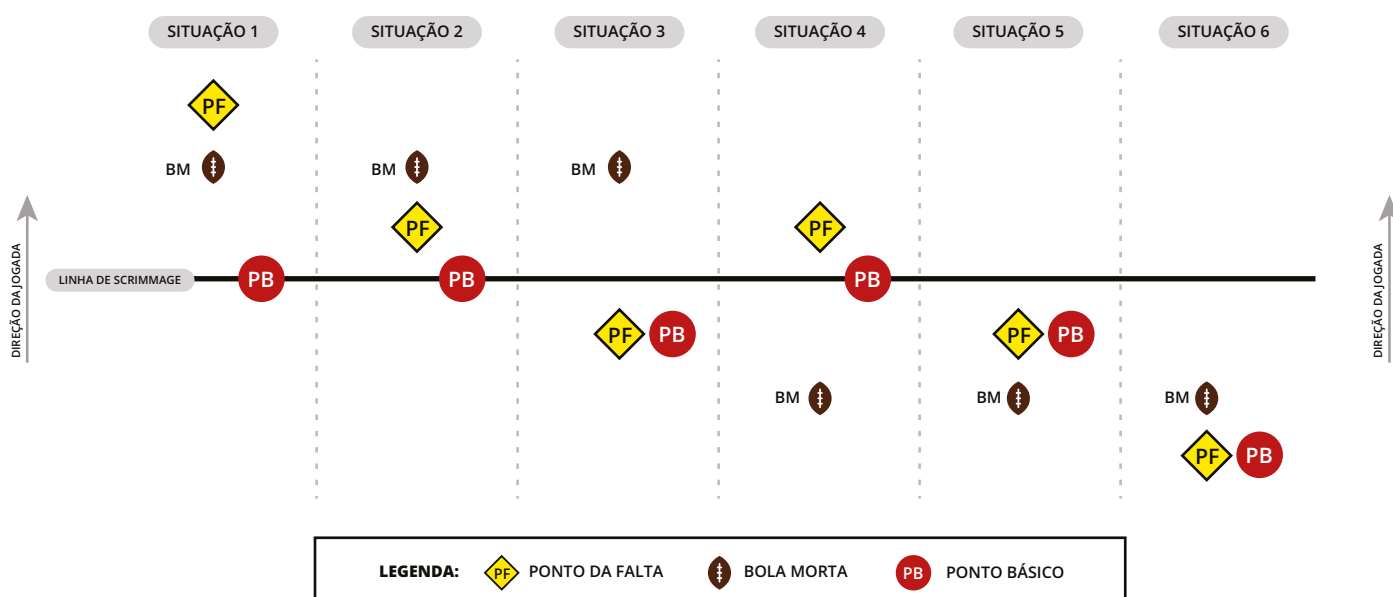 SITUAÇÃO 1 SITUAÇÃO 2 SITUAÇÃO 3 SITUAÇÃO 4 SITUAÇÃO 5 SITUAÇÃO 6
PF
BM BM BM
PF PF
DIREÇÃO DA JOGADA DIREÇÃO DA JOGADA
LINHA DE SCRIMMAGE PB PB PB
PF PB PF PB
BM BM BM
PF PB
LEGENDA: PF PONTO DA FALTA BOLA MORTA PB PONTO BÁSICO